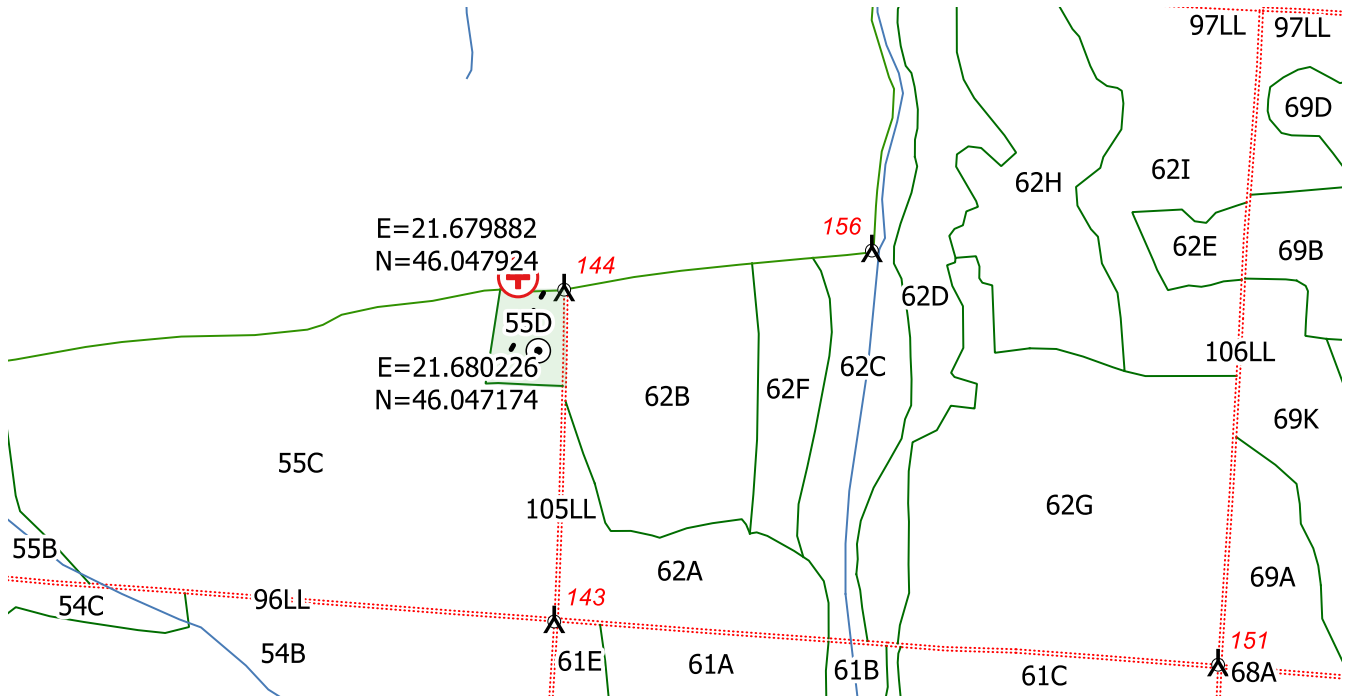 97LL
97LL
69D
62I
62H
E=21.679882
N=46.047924
156
144
62E
69B
62D
55D
106LL
E=21.680226
N=46.047174
62C
62B
62F
69K
55C
62G
105LL
55B
62A
69A
96LL
143
54C
54B
61E
61A
61B
61C
151
68A